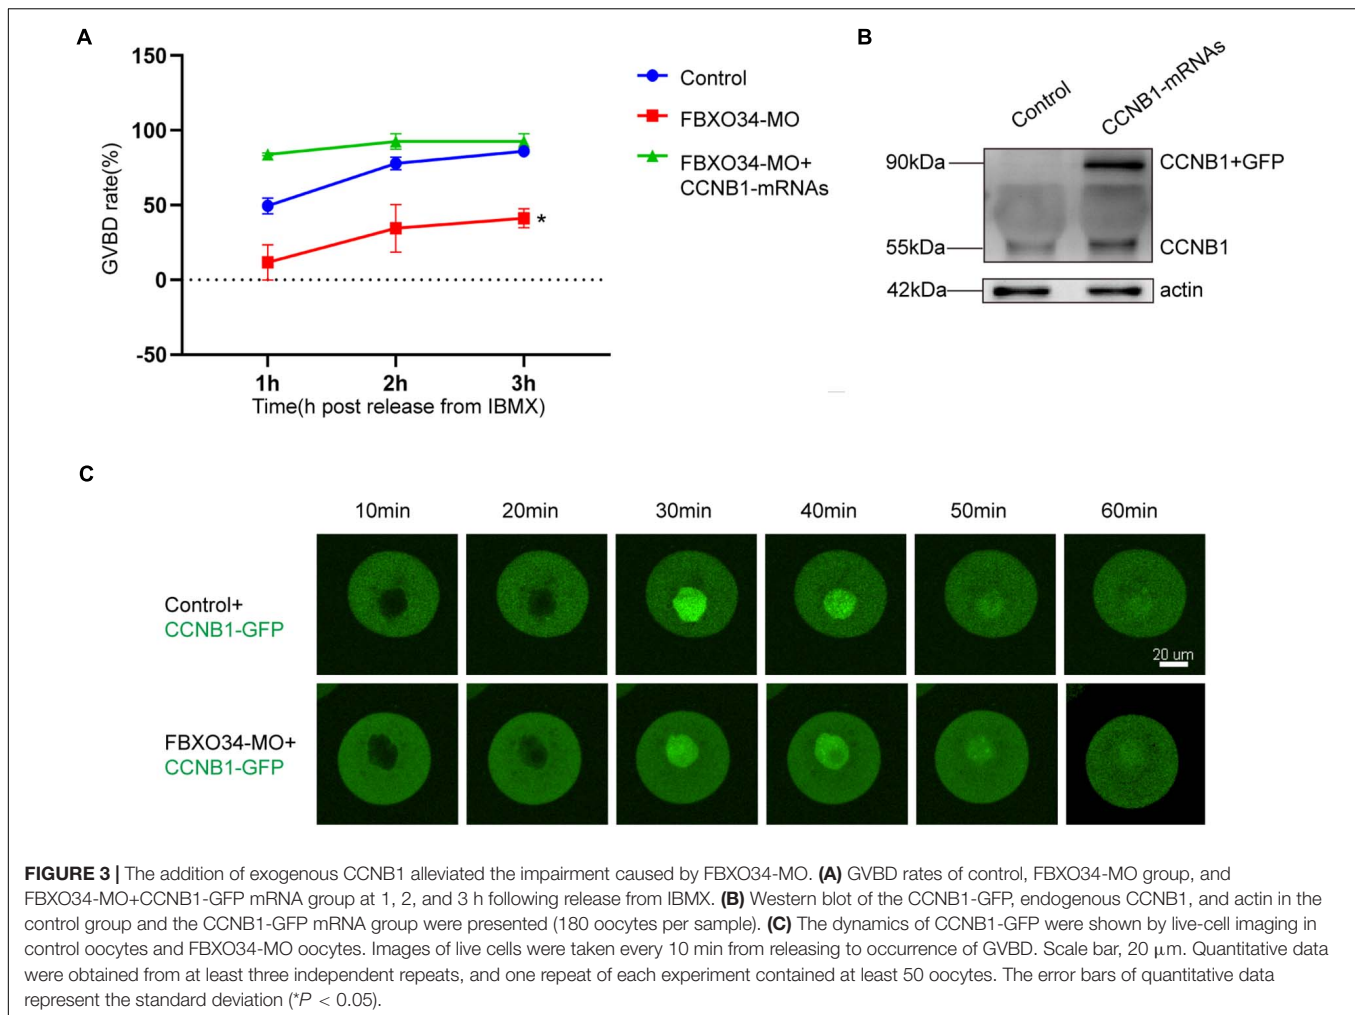 A
150
100
50
0
-50
GVBD rate(%)
1h 2h 3h
Time(h post release from IBMX)
*
Control
FBXO34-MO
FBXO34-MO+
CCNB1-mRNAs
B
Control
CCNB1-mRNAs
90kDa
CCNB1+GFP
55kDa
CCNB1
42kDa
actin
C
10min 20min 30min 40min 50min 60min
Control+
CCNB1-GFP
20 um
FBXO34-MO+
CCNB1-GFP
FIGURE 3 | The addition of exogenous CCNB1 alleviated the impairment caused by FBXO34-MO. (A) GVBD rates of control, FBXO34-MO group, and
FBXO34-MO+CCNB1-GFP mRNA group at 1, 2, and 3 h following release from IBMX. (B) Western blot of the CCNB1-GFP, endogenous CCNB1, and actin in the
control group and the CCNB1-GFP mRNA group were presented (180 oocytes per sample). (C) The dynamics of CCNB1-GFP were shown by live-cell imaging in
control oocytes and FBXO34-MO oocytes. Images of live cells were taken every 10 min from releasing to occurrence of GVBD. Scale bar, 20 μm. Quantitative data
were obtained from at least three independent repeats, and one repeat of each experiment contained at least 50 oocytes. The error bars of quantitative data
represent the standard deviation (*P < 0.05).